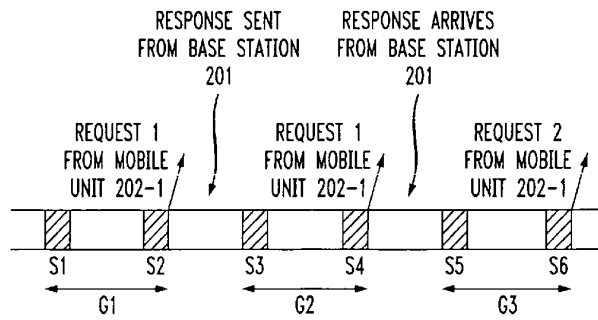 RESPONSE SENT
FROM BASE STATION
201
RESPONSE ARRIVES
FROM BASE STATION
201
REQUEST 1
FROM MOBILE
UNIT 202-1
REQUEST 1
FROM MOBILE
UNIT 202-1
REQUEST 2
FROM MOBILE
UNIT 202-1
S1 S2 S3 S4 S5 S6
G1 G2 G3